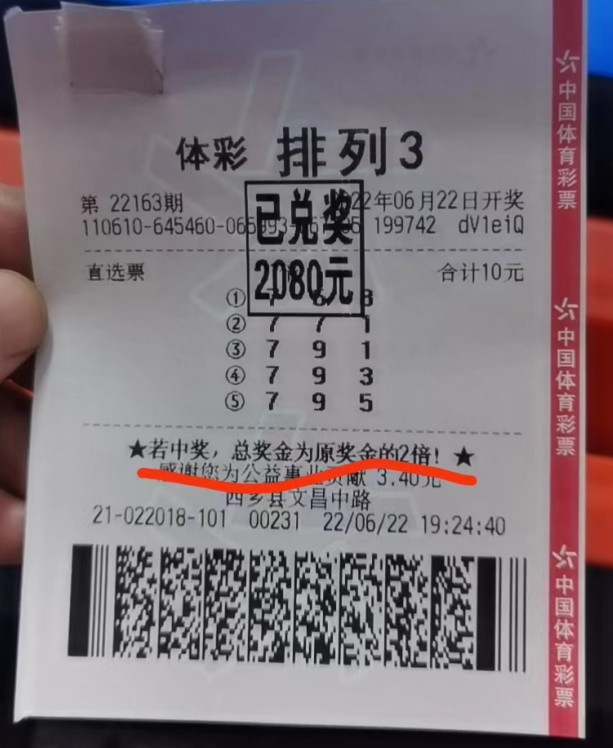 体彩 排列3
第 22163期 22年06月22日开奖
110610-645460-065 199742 dV1eiQ
已兑奖
2080元
直选票 合计10元
① 7 8
② 7 7 1
③ 7 9 1
④ 7 9 3
⑤ 7 9 5
★若中奖，总奖金为原奖金的2倍！★
感谢您为公益事业贡献 3.40元
西乡县文昌中路
21-022018-101 00231 22/06/22 19:24:40
中国体育彩票
中国体育彩票
中国体育彩票